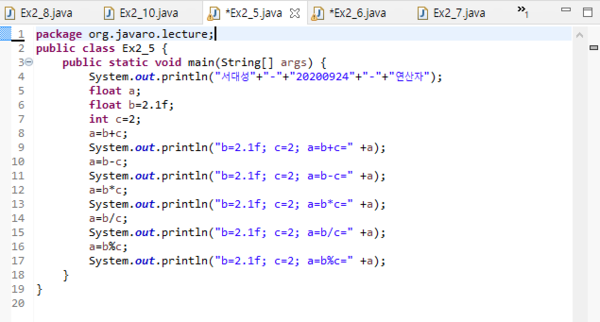 Ex2_8.java Ex2_10.java *Ex2_5.java *Ex2_6.java Ex2_7.java »1
1 package org.javaro.lecture;
2 public class Ex2_5 {
3 public static void main(String[] args) {
4 System.out.println("서대성"+"-"+"20200924"+"-"+"연산자");
5 float a;
6 float b=2.1f;
7 int c=2;
8 a=b+c;
9 System.out.println("b=2.1f; c=2; a=b+c=" +a);
10 a=b-c;
11 System.out.println("b=2.1f; c=2; a=b-c=" +a);
12 a=b*c;
13 System.out.println("b=2.1f; c=2; a=b*c=" +a);
14 a=b/c;
15 System.out.println("b=2.1f; c=2; a=b/c=" +a);
16 a=b%c;
17 System.out.println("b=2.1f; c=2; a=b%c=" +a);
18 }
19 }
20